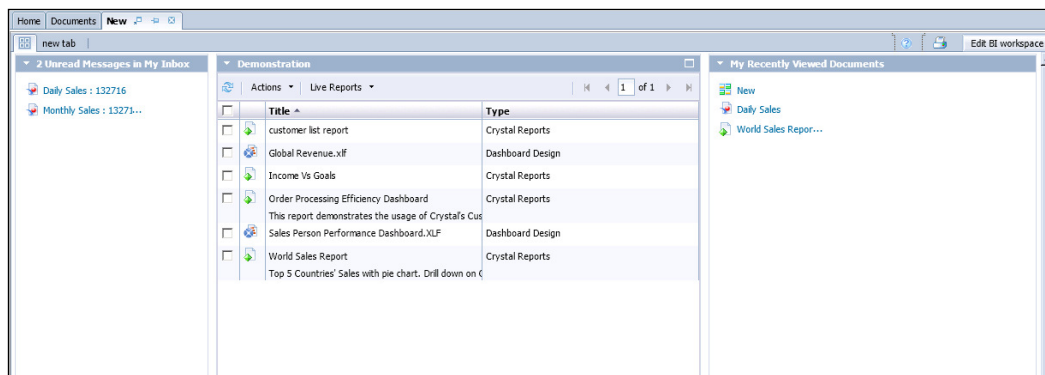 Home Documents New
new tab Edit BI workspace
2 Unread Messages in My Inbox
Daily Sales : 132716
Monthly Sales : 13271...
Demonstration
Actions Live Reports 1 of 1
Title Type
customer list report Crystal Reports
Global Revenue.xlf Dashboard Design
Income Vs Goals Crystal Reports
Order Processing Efficiency Dashboard Crystal Reports
This report demonstrates the usage of Crystal's Cus
Sales Person Performance Dashboard.XLF Dashboard Design
World Sales Report Crystal Reports
Top 5 Countries' Sales with pie chart. Drill down on
My Recently Viewed Documents
New
Daily Sales
World Sales Repor...